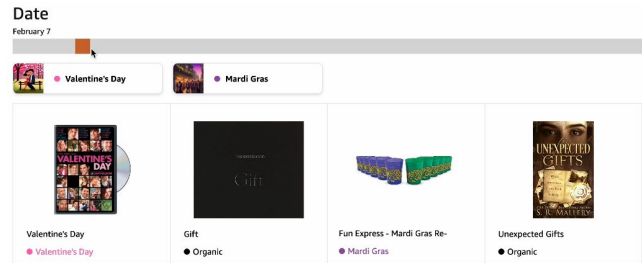 Date
February 7
Valentine's Day
Mardi Gras
VALENTINE'S
DAY
Gift
UNEXPECTED
GIFTS
S. R. MALLERY
Valentine's Day
Gift
Fun Express - Mardi Gras Re-
Unexpected Gifts
Valentine's Day
Organic
Mardi Gras
Organic